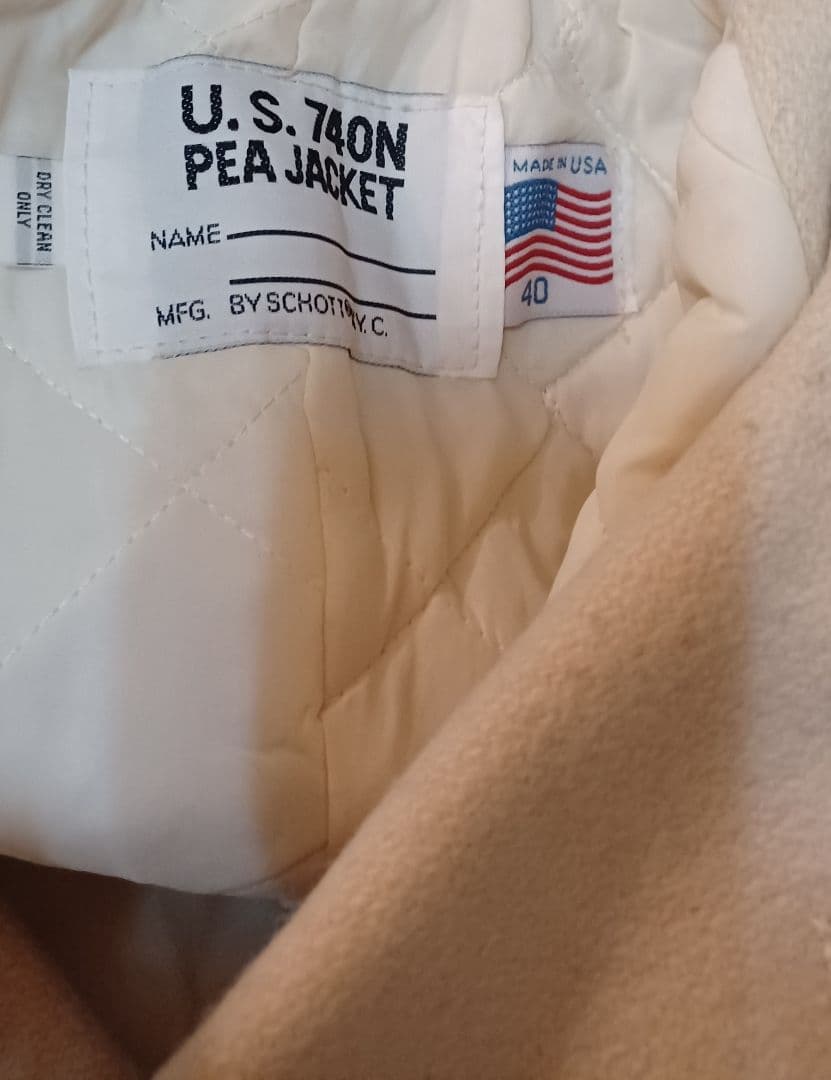 DRY CLEAN
ONLY
U.S. 740N
PEA JACKET
NAME
MFG. BY SCHOTT N.Y.C.
MADE IN USA
40